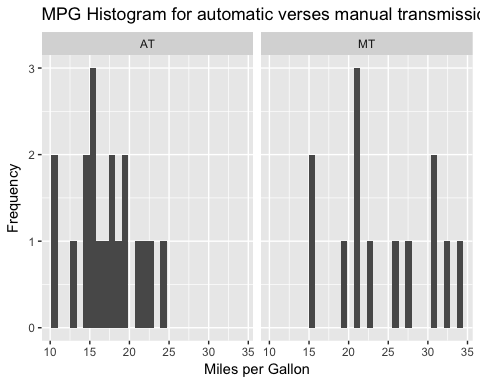 MPG Histogram for automatic verses manual
AT MT
3
2
1
0
Frequency
10 15 20 25 30 35 10 15 20 25 30 35
Miles per Gallon